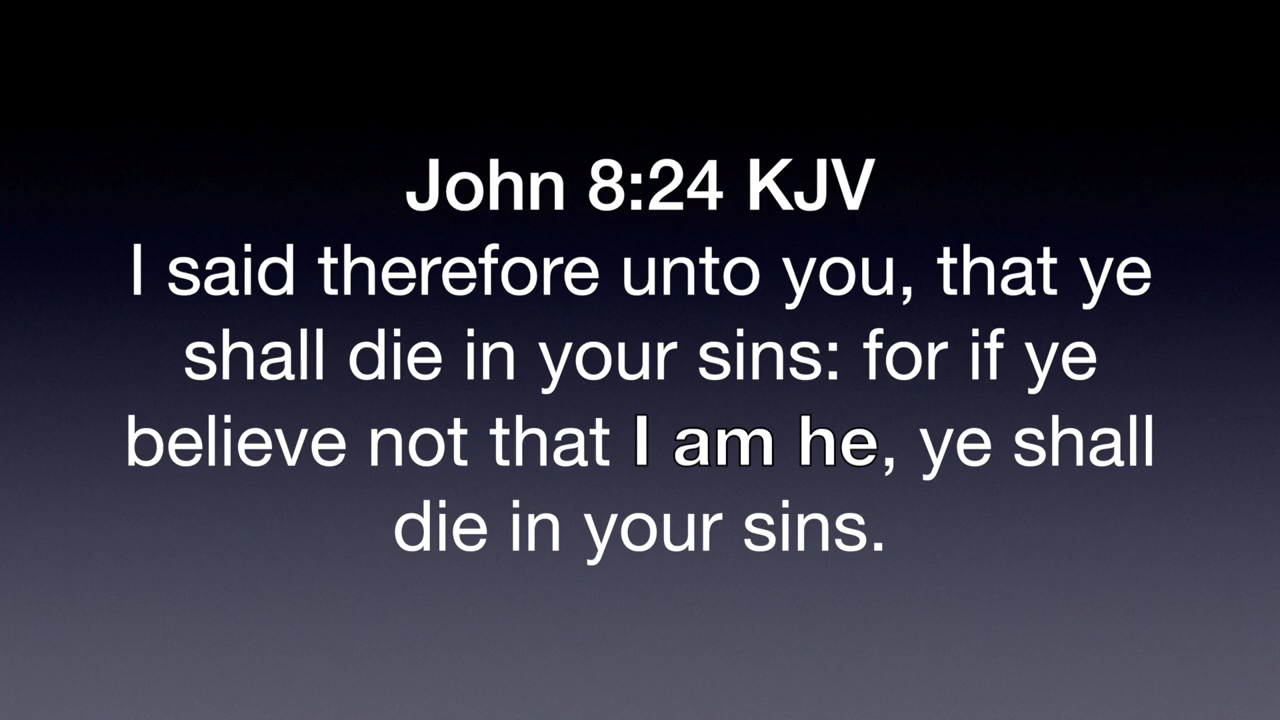 John 8:24 KJV
I said therefore unto you, that ye
shall die in your sins: for if ye
believe not that I am he, ye shall
die in your sins.